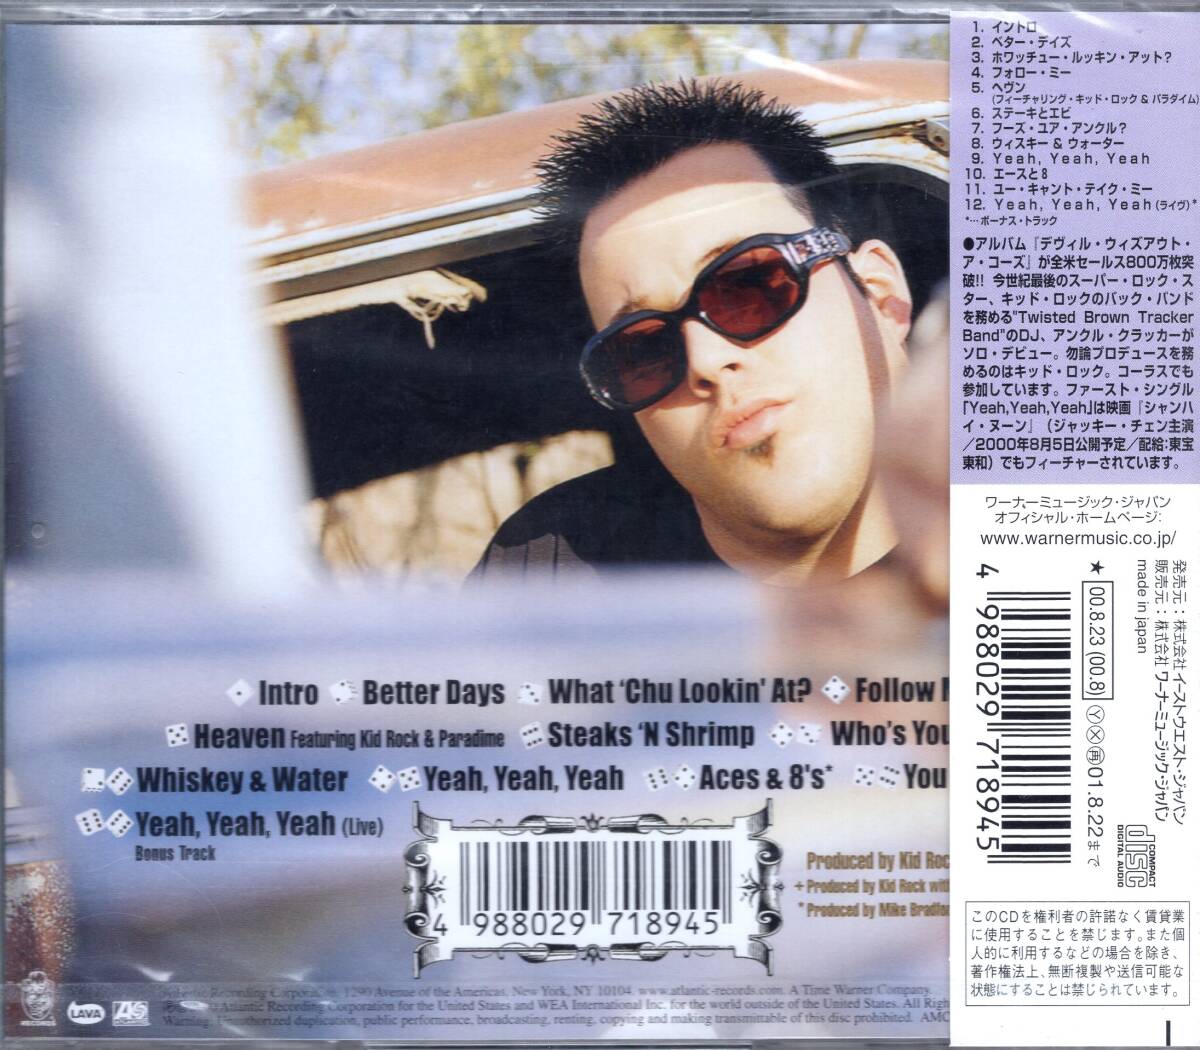 Intro Better Days What 'Chu Lookin' At? Follow
Heaven Featuring Kid Rock & Paradime Steaks 'N Shrimp Who's You
Whiskey & Water Yeah, Yeah, Yeah Aces & 8's* You
Yeah, Yeah, Yeah (Live)
Bonus Track
Produced by Kid Roc
+ Produced by Kid Rock with
* Produced by Mike Bradfor
4 988029 718945
Recording Corporation, 1290 Avenue of the Americas, New York, NY 10104. www.atlantic-records.com. A Time Warner Company.
Atlantic Recording Corporation for the United States and WEA International Inc. for the world outside of the United States. All Righ
Warning: Unauthorized duplication, public performance, broadcasting, renting, copying and making transmittable of this disc prohibited. AMC
LAVA
1. イントロ
2. ベター・デイズ
3. ホワッチュー・ルッキン・アット?
4. フォロー・ミー
5. ヘヴン
(フィーチャリング・キッド・ロック & パラダイム)
6. ステーキとエビ
7. フーズ・ユア・アンクル?
8. ウィスキー & ウォーター
9. Yeah, Yeah, Yeah
10. エースと8
11. ユー・キャント・テイク・ミー
12. Yeah, Yeah, Yeah (ライヴ)*
*… ボーナス・トラック
●アルバム『デヴィル・ウィズアウト・
ア・コーズ』が全米セールス800万枚突
破!! 今世紀最後のスーパー・ロック・ス
ター、キッド・ロックのバック・バンド
を務める"Twisted Brown Tracker
Band"のDJ、アンクル・クラッカーが
ソロ・デビュー。勿論プロデュースを務
めるのはキッド・ロック。コーラスでも
参加しています。ファースト・シングル
「Yeah,Yeah,Yeah」は映画『シャンハ
イ・ヌーン』(ジャッキー・チェン主演
/2000年8月5日公開予定/配給:東宝
東和)でもフィーチャーされています。
ワーナーミュージック・ジャパン
オフィシャル・ホームページ:
www.warnermusic.co.jp/
発売元:株式会社イーストウエスト・ジャパン
販売元:株式会社ワーナーミュージック・ジャパン
made in japan
★ 00.8.23 (00.8) Ⓨ Ⓧ ㊞ 01.8.22まで
4 988029 718945
COMPACT
disc
DIGITAL AUDIO
このCDを権利者の許諾なく賃貸業
に使用することを禁じます。また個
人的に利用するなどの場合を除き、
著作権法上、無断複製や送信可能な
状態にすることは禁じられています。
I